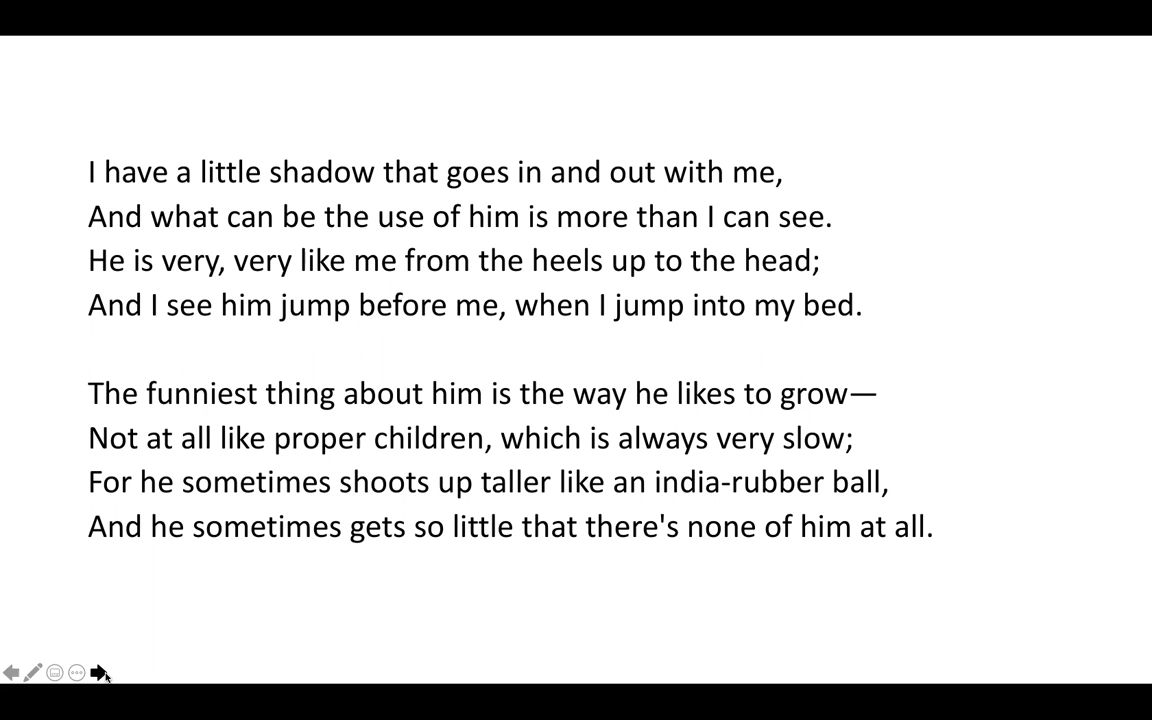 I have a little shadow that goes in and out with me,
And what can be the use of him is more than I can see.
He is very, very like me from the heels up to the head;
And I see him jump before me, when I jump into my bed.
The funniest thing about him is the way he likes to grow—
Not at all like proper children, which is always very slow;
For he sometimes shoots up taller like an india-rubber ball,
And he sometimes gets so little that there's none of him at all.